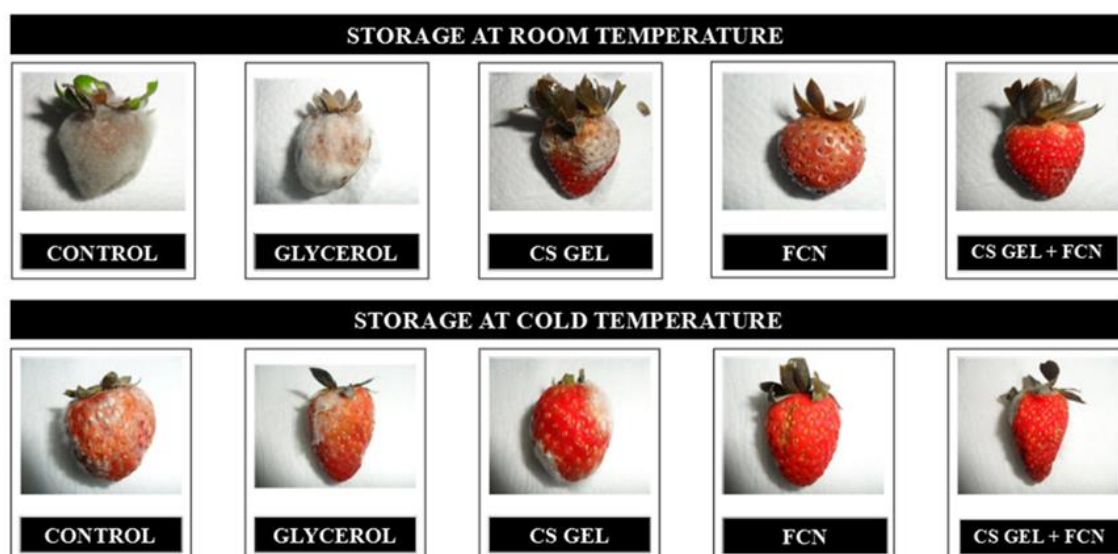 STORAGE AT ROOM TEMPERATURE
CONTROL
GLYCEROL
CS GEL
FCN
CS GEL + FCN
STORAGE AT COLD TEMPERATURE
CONTROL
GLYCEROL
CS GEL
FCN
CS GEL + FCN